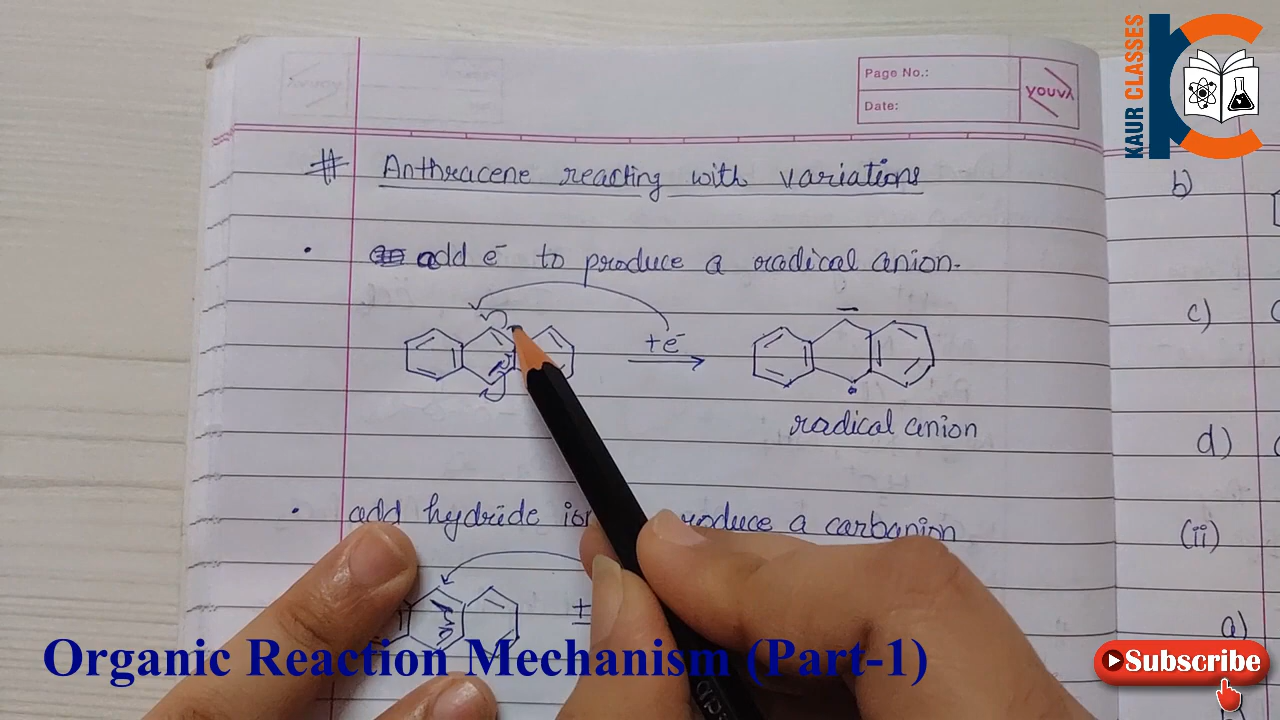 KAUR CLASSES
Page No.:
Date:
youva
# Anthracene reacting with variations
b)
• add e⁻ to produce a radical anion.
c)
+e⁻
radical anion
d)
• add hydride ion produce a carbanion
(ii)
±
a)
Organic Reaction Mechanism (Part-1)
Subscribe